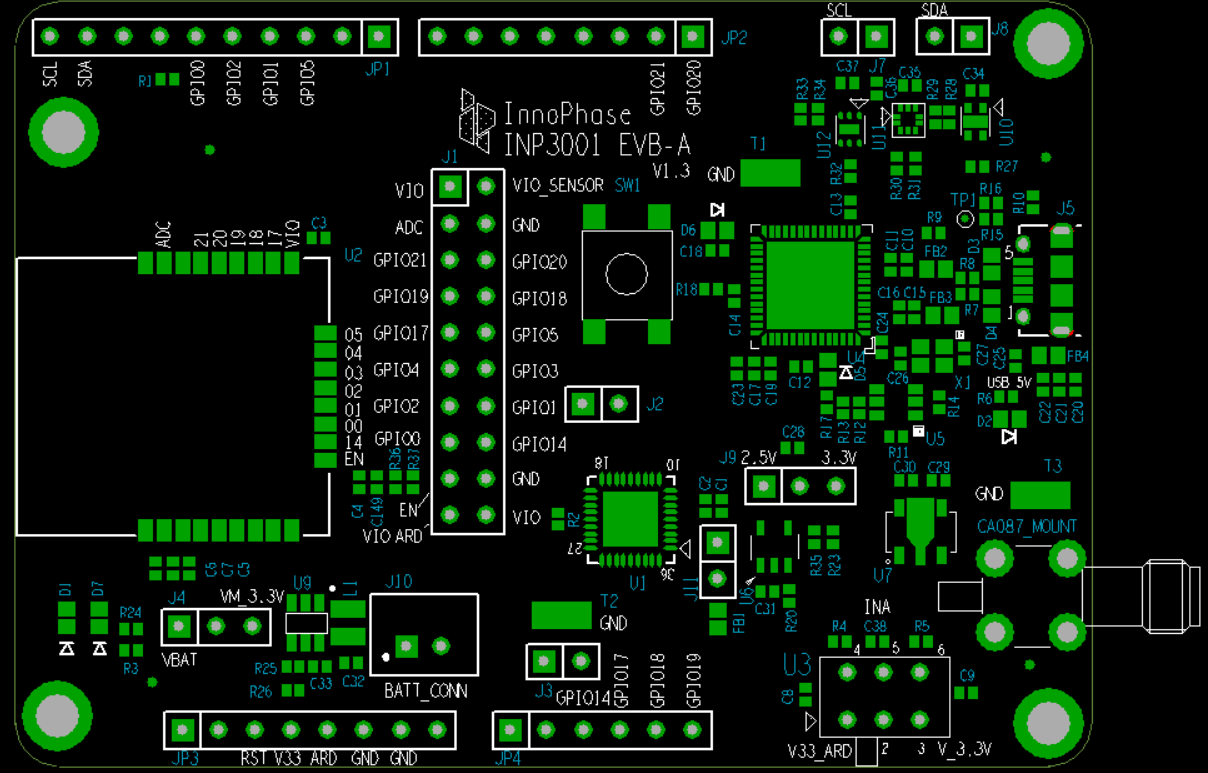 SCL
SDA
J8
JP2
JP1
SCL
SDA
R1
GPIO0
GPIO2
GPIO1
GPIO5
GPIO21
GPIO20
C37
J7
C36
C35
C34
R33
R34
R29
R28
U12
U11
U10
InnoPhase
INP3001 EVB-A
V1.3
T1
GND
R32
R30
R31
R27
J1
VIO
VIO_SENSOR
SW1
C13
TP1
R16
R10
J5
ADC
21
20
19
18
17
VIO
C3
U2
ADC
GND
D6
C18
C11
C10
R9
FB2
D3
R15
5
GPIO21
GPIO20
R8
GPIO19
GPIO18
R18
C14
C16
C15
FB3
R7
D4
1
GPIO17
GPIO5
C24
05
04
03
02
01
00
14
EN
GPIO4
GPIO3
C23
C17
C19
C12
D5
U4
1
C26
X1
C27
C25
FB4
USB_5V
GPIO2
GPIO1
J2
R17
R13
R12
R14
R6
D2
C22
C21
C20
GPIO0
GPIO14
R11
U5
C28
J9
2.5V
3.3V
R36
R37
C4
C149
GND
18
10
C2
C1
C30
C29
T3
GND
EN
VIO ARD
VIO
R2
27
36
U1
CA087_MOUNT
R35
R23
U7
J11
U6
C31
R20
FB1
C6
C7
C5
D1
D7
R24
R3
J4
VM_3.3V
VBAT
U9
L1
J10
T2
GND
INA
R4
C38
R5
R25
R26
C33
C32
BATT_CONN
J3
GPIO14
GPIO17
GPIO18
GPIO19
U3
4
5
6
C8
C9
JP3
RST
V33
ARD
GND
GND
JP4
V33_ARD
2
3
V_3.3V